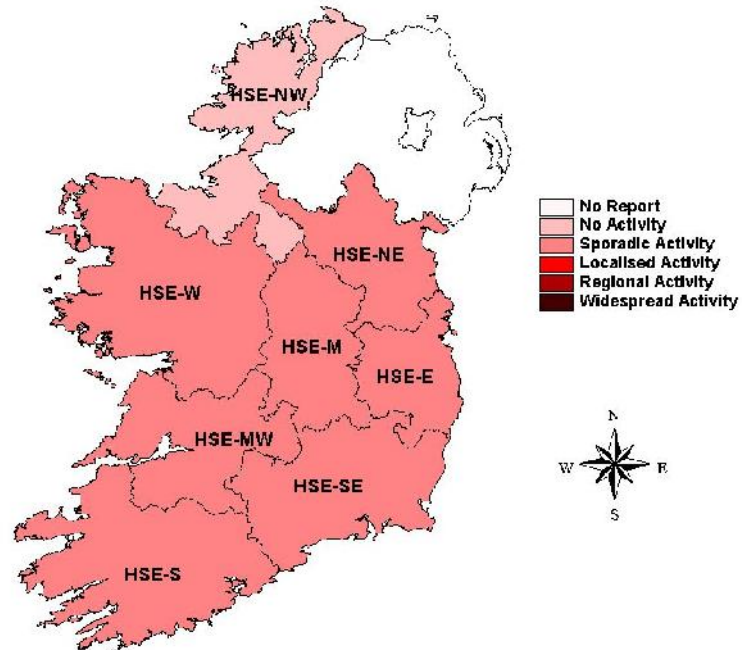 HSE-NW
No Report
No Activity
Sporadic Activity
Localised Activity
Regional Activity
Widespread Activity
HSE-NE
HSE-W
HSE-M
HSE-E
HSE-MW
HSE-SE
HSE-S
N
W E
S